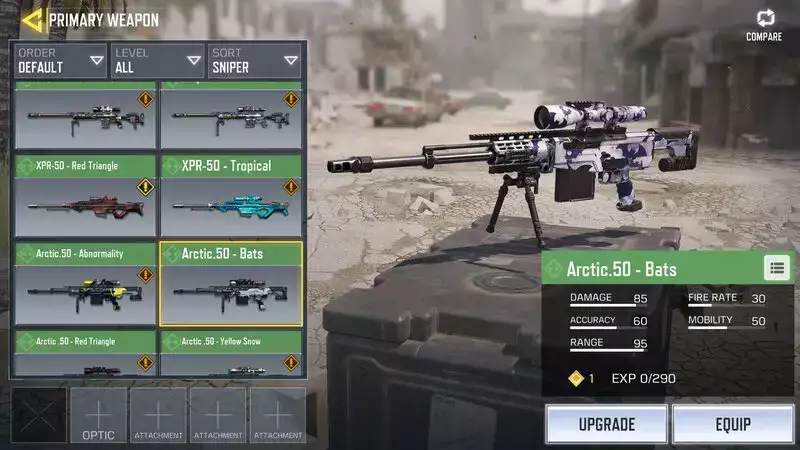 PRIMARY WEAPON
COMPARE
ORDER
DEFAULT
LEVEL
ALL
SORT
SNIPER
XPR-50 - Red Triangle
XPR-50 - Tropical
Arctic.50 - Abnormality
Arctic.50 - Bats
Arctic .50 - Red Triangle
Arctic .50 - Yellow Snow
OPTIC
ATTACHMENT
ATTACHMENT
ATTACHMENT
Arctic.50 - Bats
DAMAGE 85
FIRE RATE 30
ACCURACY 60
MOBILITY 50
RANGE 95
1 EXP 0/290
UPGRADE
EQUIP